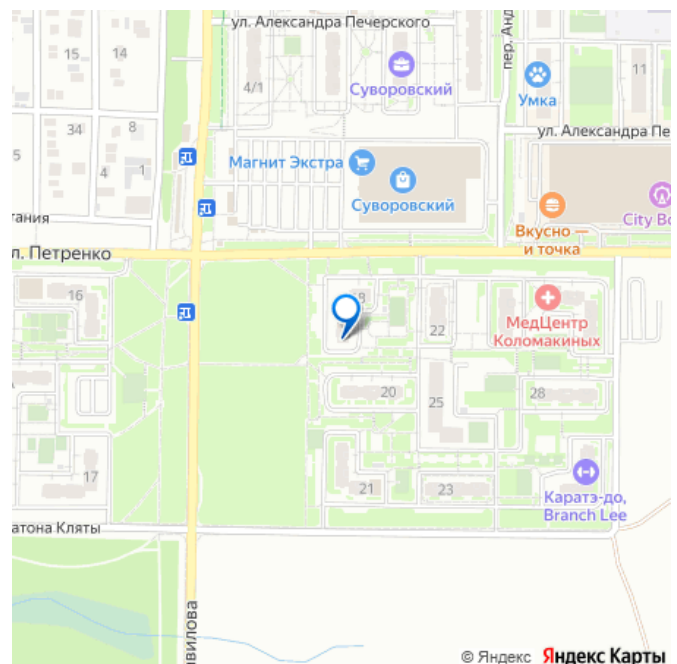 ул. Александра Печерского
15
14
4/1
Суворовский
пер. Анд
Умка
11
34
8
5
4
1
Магнит Экстра
Суворовский
ул. Александра Пе
Вкусно —
и точка
City Bo
тания
л. Петренко
16
8
22
МедЦентр
Коломакиных
20
25
28
17
21
23
Каратэ-до,
Branch Lee
атона Кляты
вилова
© Яндекс Яндекс Карты